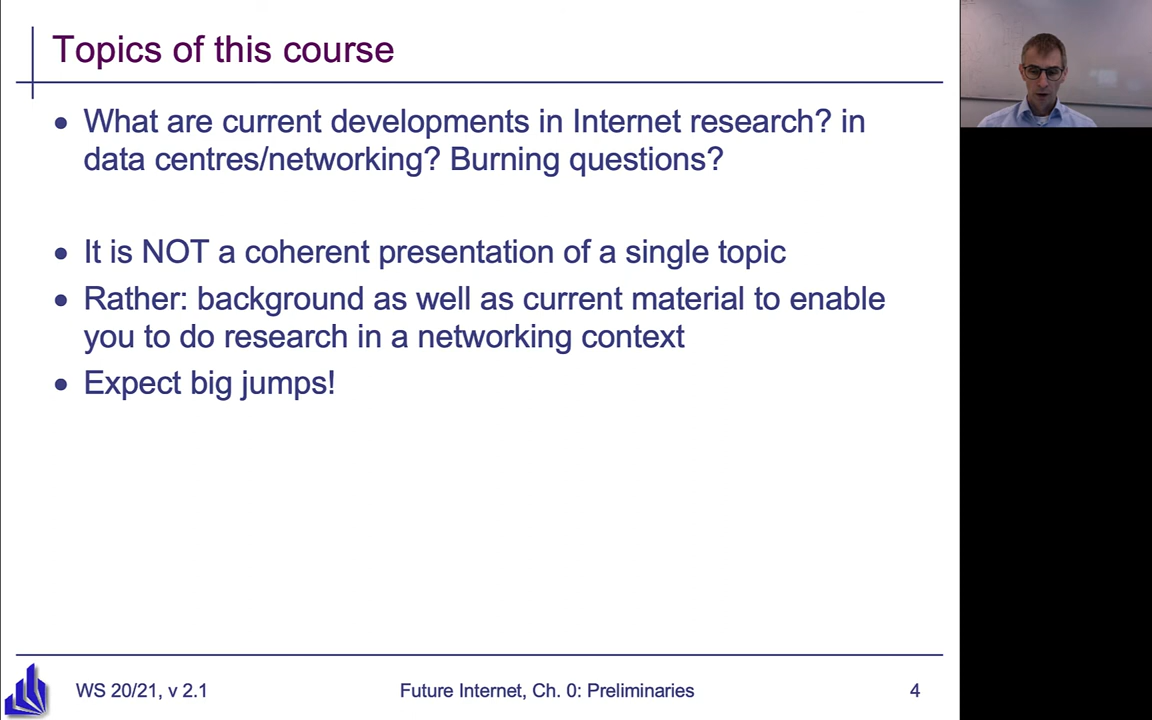 Topics of this course
What are current developments in Internet research? in
data centres/networking? Burning questions?
It is NOT a coherent presentation of a single topic
Rather: background as well as current material to enable
you to do research in a networking context
Expect big jumps!
WS 20/21, v 2.1
Future Internet, Ch. 0: Preliminaries
4